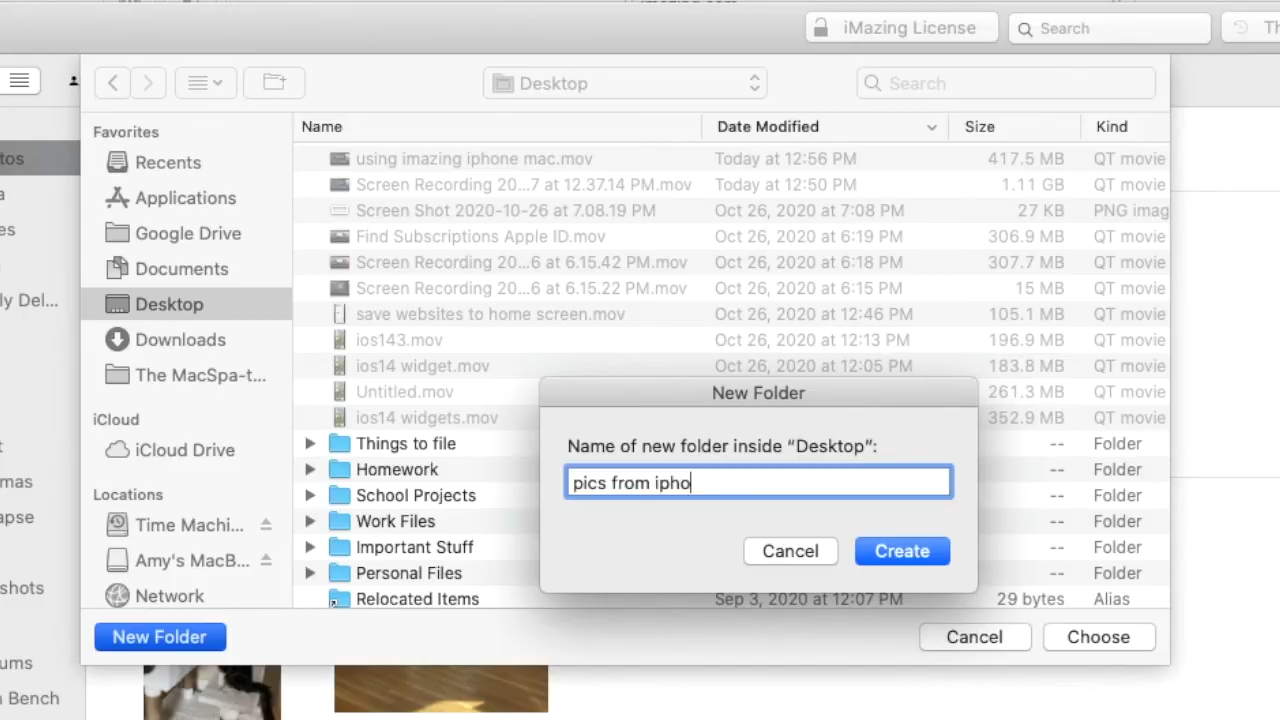 iMazing License
Search
Th
Desktop
Search
Favorites
Recents
Applications
Google Drive
Documents
Desktop
Downloads
The MacSpa-t...
iCloud
iCloud Drive
Locations
Time Machi...
Amy's MacB...
Network
Name Date Modified Size Kind
using imazing iphone mac.mov Today at 12:56 PM 417.5 MB QT movie
Screen Recording 20...7 at 12.37.14 PM.mov Today at 12:50 PM 1.11 GB QT movie
Screen Shot 2020-10-26 at 7.08.19 PM Oct 26, 2020 at 7:08 PM 27 KB PNG imag
Find Subscriptions Apple ID.mov Oct 26, 2020 at 6:19 PM 306.9 MB QT movie
Screen Recording 20...6 at 6.15.42 PM.mov Oct 26, 2020 at 6:18 PM 307.7 MB QT movie
Screen Recording 20...6 at 6.15.22 PM.mov Oct 26, 2020 at 6:15 PM 15 MB QT movie
save websites to home screen.mov Oct 26, 2020 at 12:46 PM 105.1 MB QT movie
ios143.mov Oct 26, 2020 at 12:13 PM 196.9 MB QT movie
ios14 widget.mov Oct 26, 2020 at 12:05 PM 183.8 MB QT movie
Untitled.mov 261.3 MB QT movie
ios14 widgets.mov 352.9 MB QT movie
Things to file -- Folder
Homework -- Folder
School Projects -- Folder
Work Files -- Folder
Important Stuff -- Folder
Personal Files -- Folder
Relocated Items Sep 3, 2020 at 12:07 PM 29 bytes Alias
New Folder
Name of new folder inside “Desktop”:
pics from ipho
Cancel Create
New Folder Cancel Choose
tos
a
es
ly Del...
t
mas
apse
shots
ums
n Bench